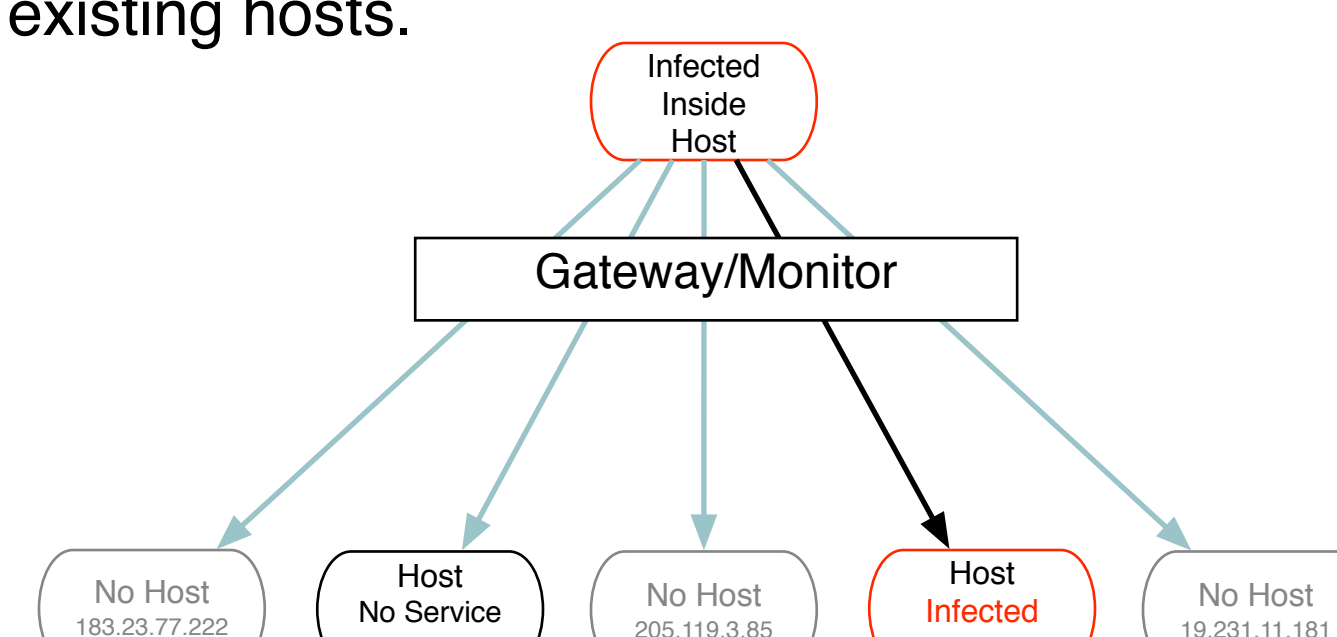 existing hosts.
Infected
Inside
Host
Gateway/Monitor
No Host
183.23.77.222
Host
No Service
No Host
205.119.3.85
Host
Infected
No Host
19.231.11.181